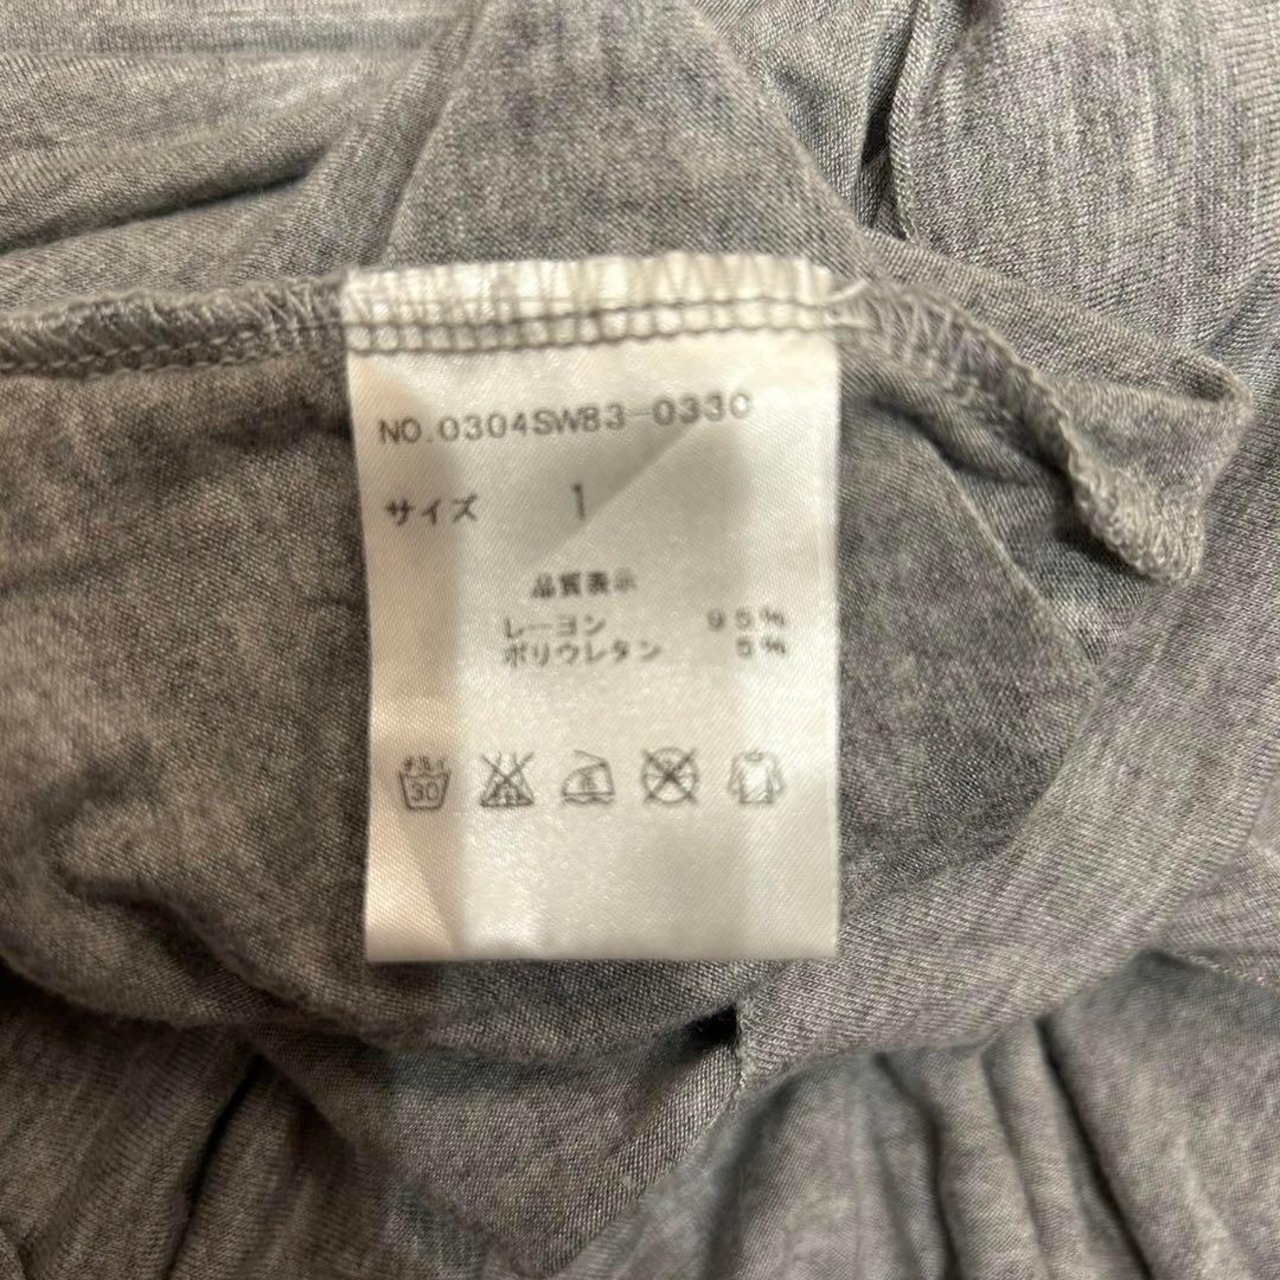 NO.0304SW83-0330
サイズ 1
品質表示
レーヨン 95%
ポリウレタン 5%
30